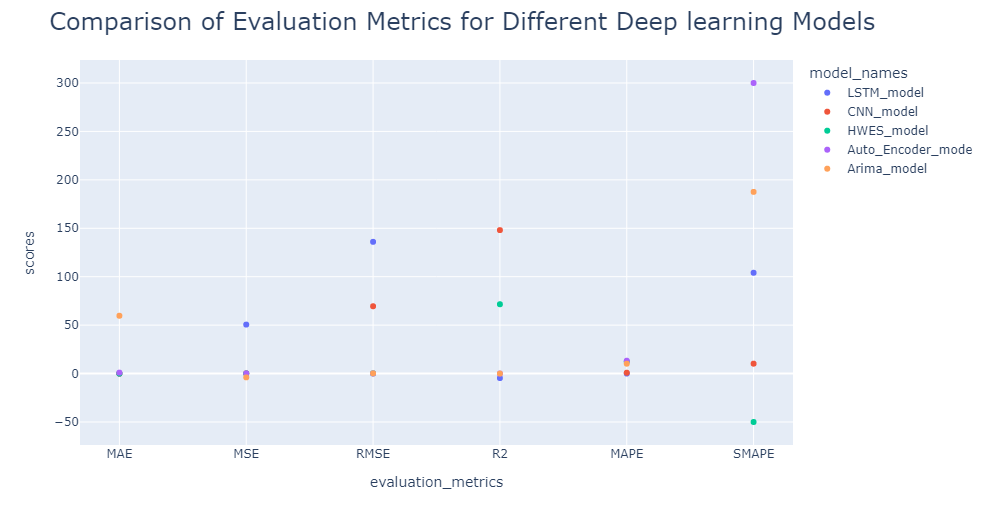 Comparison of Evaluation Metrics for Different Deep learning Models
model_names
LSTM_model
CNN_model
HWES_model
Auto_Encoder_mode
Arima_model
scores
300
250
200
150
100
50
0
−50
MAE
MSE
RMSE
R2
MAPE
SMAPE
evaluation_metrics